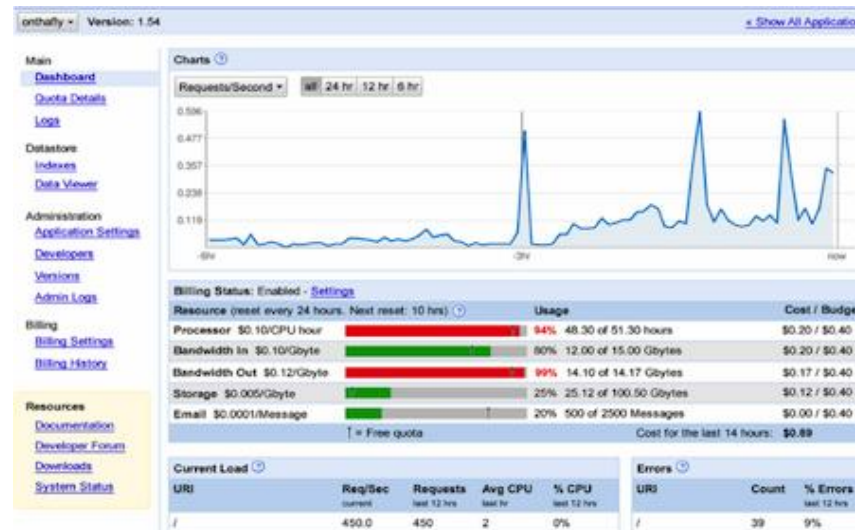 onthafly Version: 1.54
« Show All Applicatio
Main
Dashboard
Quota Details
Logs
Datastore
Indexes
Data Viewer
Administration
Application Settings
Developers
Versions
Admin Logs
Billing
Billing Settings
Billing History
Resources
Documentation
Developer Forum
Downloads
System Status
Charts
Requests/Second all 24 hr 12 hr 6 hr
0.596
0.477
0.357
0.238
0.119
-6hr -3hr now
Billing Status: Enabled - Settings
Resource (reset every 24 hours. Next reset: 10 hrs) Usage Cost / Budge
Processor $0.10/CPU hour 94% 48.30 of 51.30 hours $0.20 / $0.40
Bandwidth In $0.10/Gbyte 80% 12.00 of 15.00 Gbytes $0.20 / $0.40
Bandwidth Out $0.12/Gbyte 99% 14.10 of 14.17 Gbytes $0.17 / $0.40
Storage $0.005/Gbyte 25% 25.12 of 100.50 Gbytes $0.12 / $0.40
Email $0.0001/Message 20% 500 of 2500 Messages $0.00 / $0.40
= Free quota Cost for the last 14 hours: $0.69
Current Load
URI Req/Sec Requests Avg CPU % CPU
current last 12 hrs last hr last 12 hrs
/ 450.0 450 2 0%
Errors
URI Count % Errors
last 12 hrs
/ 39 9%